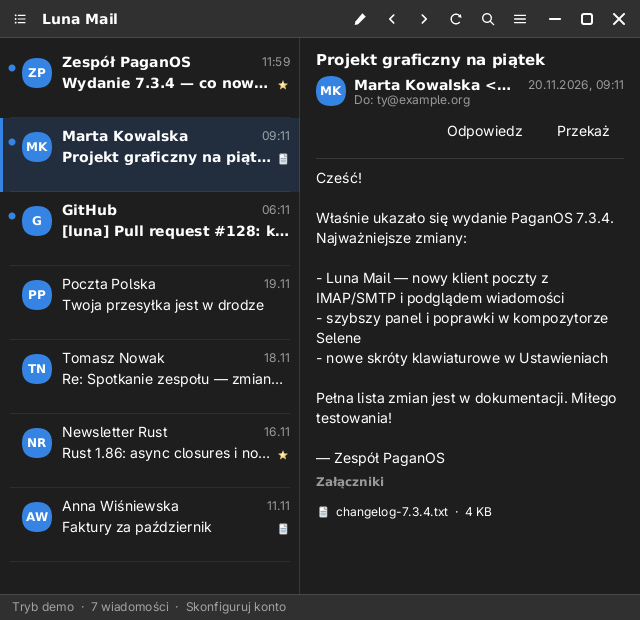 Luna Mail
ZP
Zespół PaganOS
11:59
Wydanie 7.3.4 — co now...
MK
Marta Kowalska
09:11
Projekt graficzny na piąt...
G
GitHub
06:11
[luna] Pull request #128: k...
PP
Poczta Polska
19.11
Twoja przesyłka jest w drodze
TN
Tomasz Nowak
18.11
Re: Spotkanie zespołu — zmian...
NR
Newsletter Rust
16.11
Rust 1.86: async closures i no...
AW
Anna Wiśniewska
11.11
Faktury za październik
Projekt graficzny na piątek
MK
Marta Kowalska <...
20.11.2026, 09:11
Do: ty@example.org
Odpowiedz
Przekaż
Cześć!
Właśnie ukazało się wydanie PaganOS 7.3.4.
Najważniejsze zmiany:
- Luna Mail — nowy klient poczty z
IMAP/SMTP i podglądem wiadomości
- szybszy panel i poprawki w kompozytorze
Selene
- nowe skróty klawiaturowe w Ustawieniach
Pełna lista zmian jest w dokumentacji. Miłego
testowania!
— Zespół PaganOS
Załączniki
changelog-7.3.4.txt · 4 KB
Tryb demo · 7 wiadomości · Skonfiguruj konto